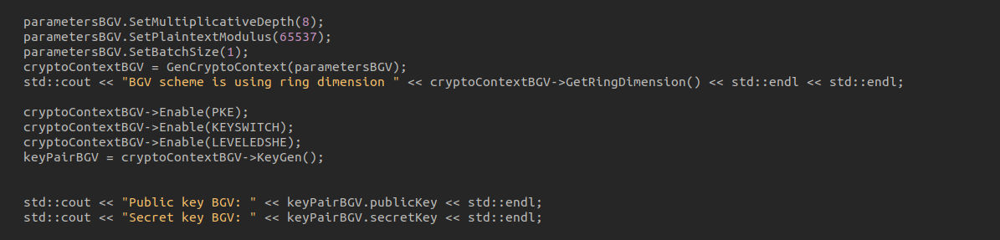 parametersBGV.SetMultiplicativeDepth(8);
parametersBGV.SetPlaintextModulus(65537);
parametersBGV.SetBatchSize(1);
cryptoContextBGV = GenCryptoContext(parametersBGV);
std::cout << "BGV scheme is using ring dimension " << cryptoContextBGV->GetRingDimension() << std::endl << std::endl;
cryptoContextBGV->Enable(PKE);
cryptoContextBGV->Enable(KEYSWITCH);
cryptoContextBGV->Enable(LEVELEDSHE);
keyPairBGV = cryptoContextBGV->KeyGen();
std::cout << "Public key BGV: " << keyPairBGV.publicKey << std::endl;
std::cout << "Secret key BGV: " << keyPairBGV.secretKey << std::endl;